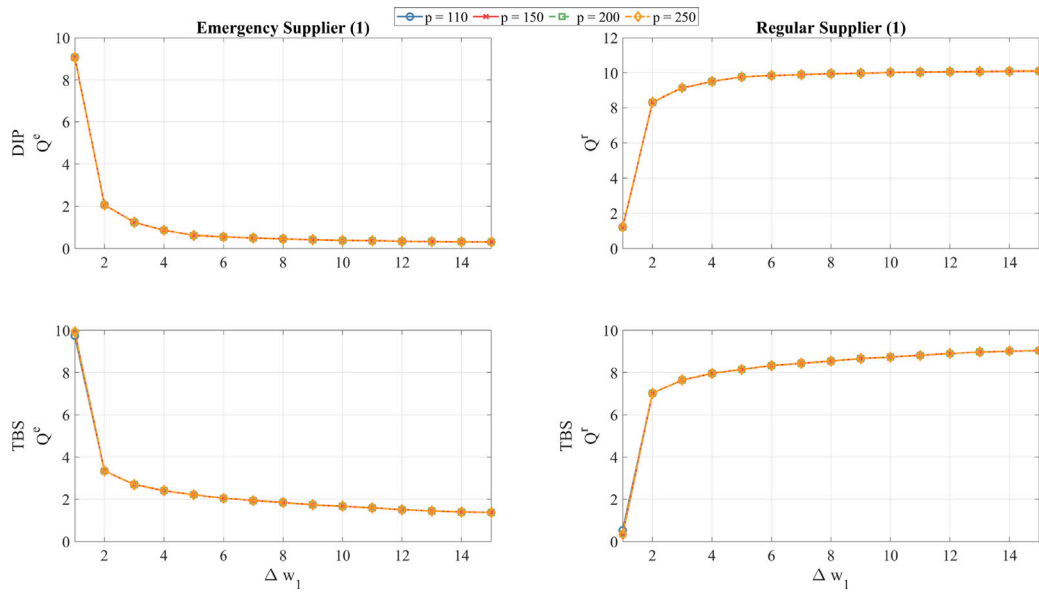 p = 110 p = 150 p = 200 p = 250
Emergency Supplier (1)
10
8
6
4
2
0
2 4 6 8 10 12 14
DIP
Q^e
Regular Supplier (1)
12
10
8
6
4
2
0
2 4 6 8 10 12 14
Q^r
10
8
6
4
2
0
2 4 6 8 10 12 14
TBS
Q^e
Δ w_1
10
8
6
4
2
0
2 4 6 8 10 12 14
TBS
Q^r
Δ w_1